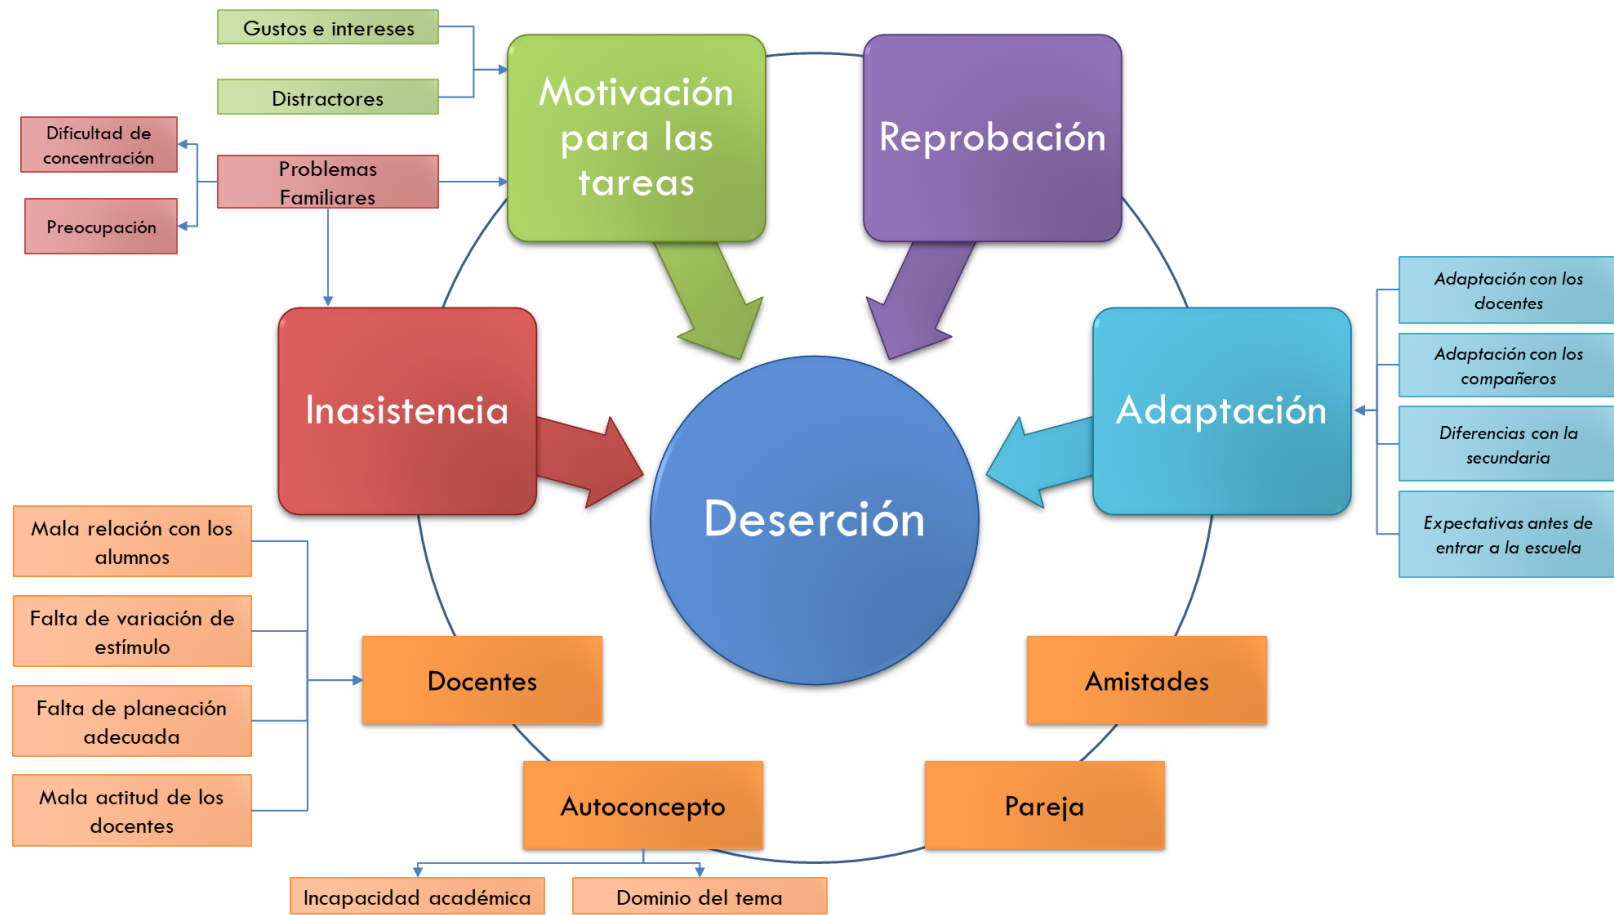 Gustos e intereses
Distractores
Dificultad de
concentración
Problemas
Familiares
Preocupación
Motivación
para las
tareas
Reprobación
Inasistencia
Adaptación
Adaptación con los
docentes
Adaptación con los
compañeros
Diferencias con la
secundaria
Expectativas antes de
entrar a la escuela
Deserción
Mala relación con los
alumnos
Falta de variación de
estímulo
Falta de planeación
adecuada
Mala actitud de los
docentes
Docentes
Amistades
Autoconcepto
Pareja
Incapacidad académica
Dominio del tema